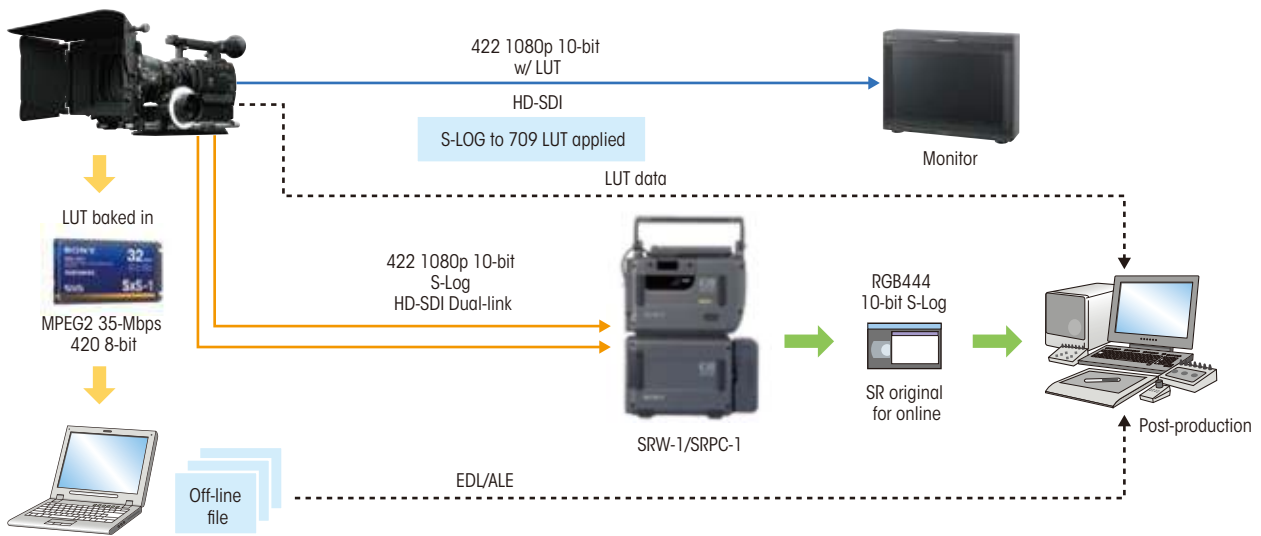 422 1080p 10-bit
w/ LUT
HD-SDI
S-LOG to 709 LUT applied
Monitor
LUT data
LUT baked in
SONY
32
SxS-1
MPEG2 35-Mbps
420 8-bit
422 1080p 10-bit
S-Log
HD-SDI Dual-link
SONY
SRW-1/SRPC-1
RGB444
10-bit S-Log
SR original
for online
Post-production
Off-line
file
EDL/ALE